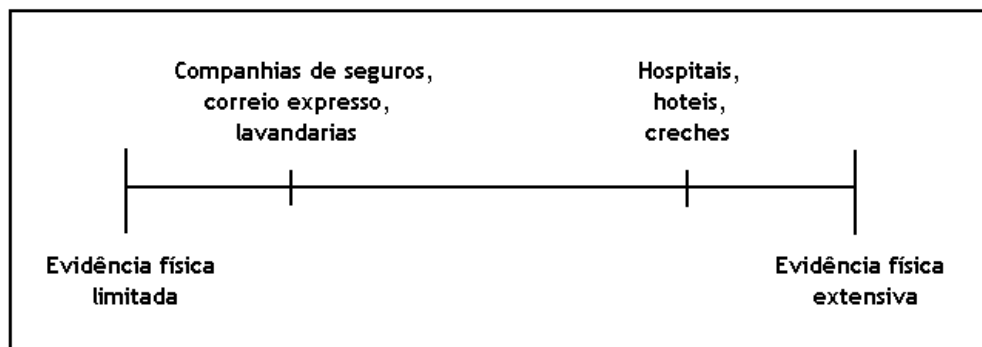 Companhias de seguros,
correio expresso,
lavandarias
Hospitais,
hoteis,
creches
Evidência física
limitada
Evidência física
extensiva